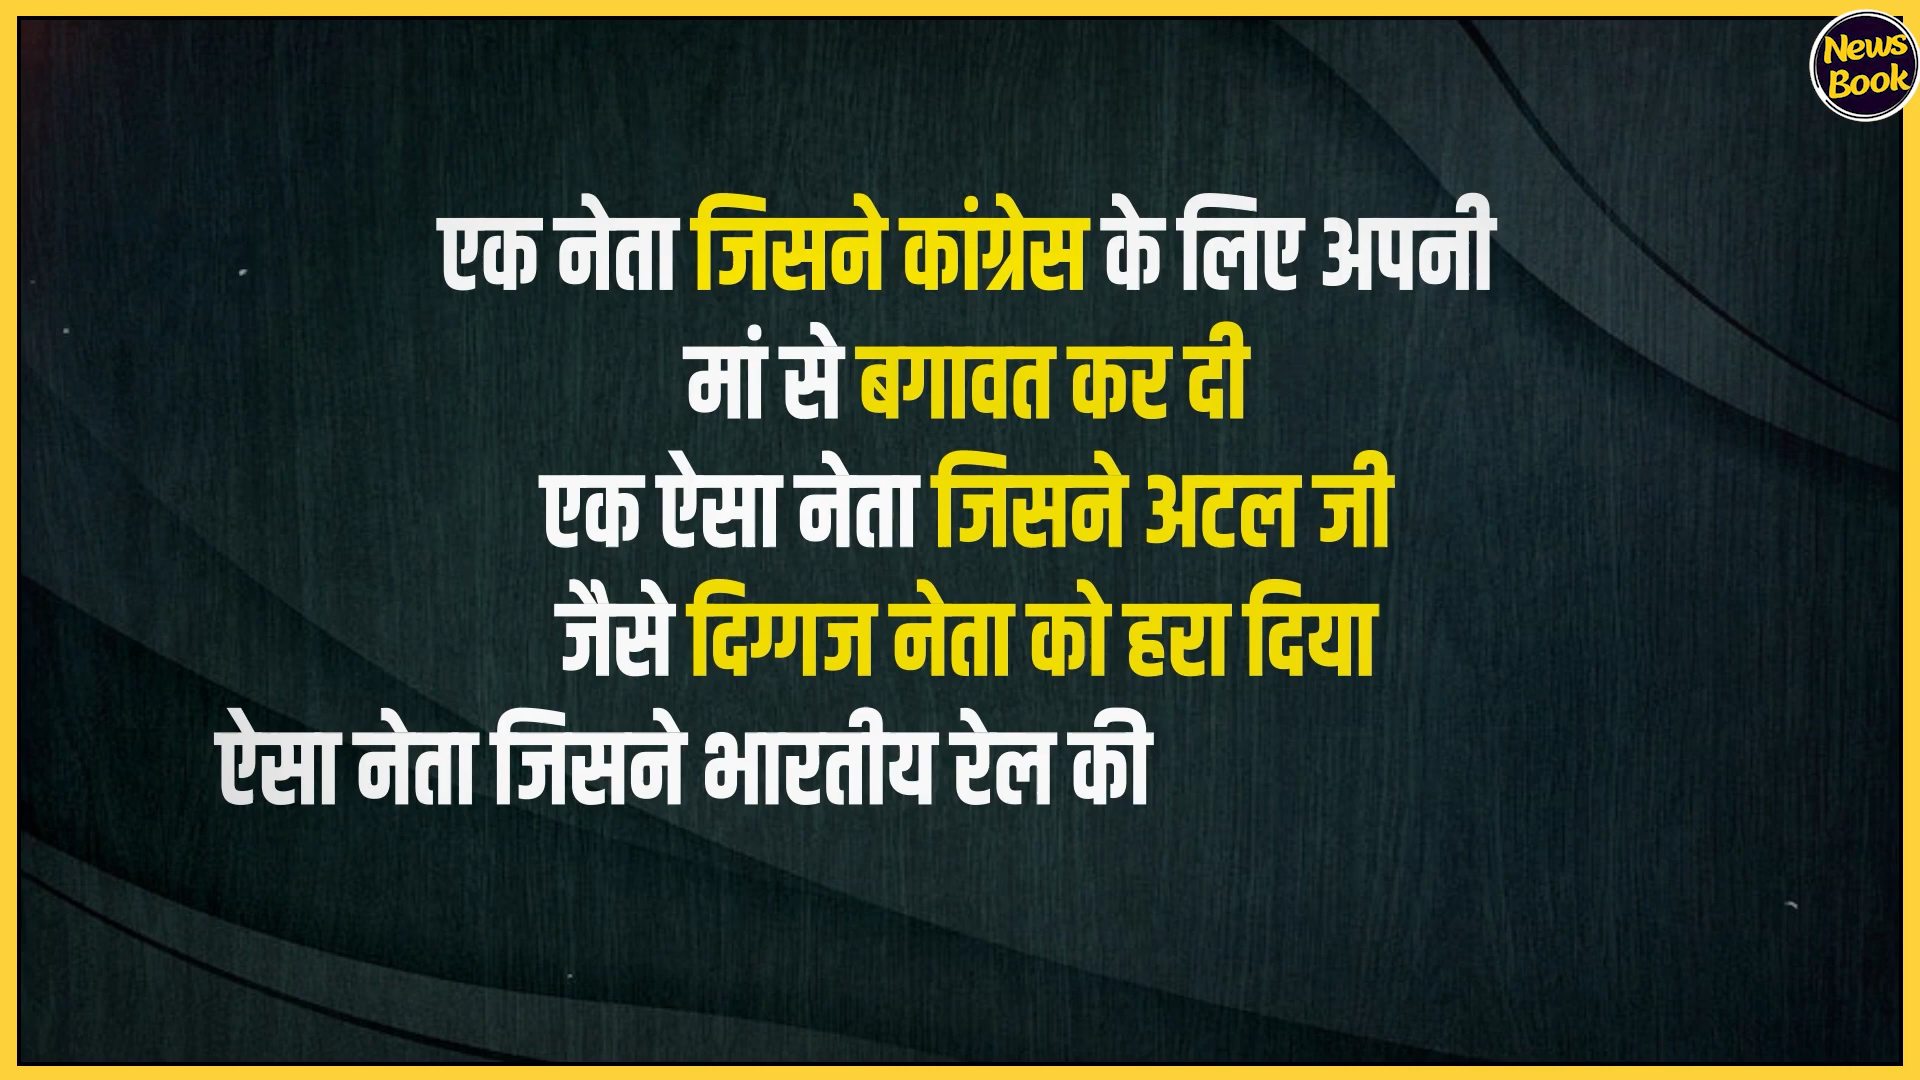 News
Book
एक नेता जिसने कांग्रेस के लिए अपनी
मां से बगावत कर दी
एक ऐसा नेता जिसने अटल जी
जैसे दिग्गज नेता को हरा दिया
ऐसा नेता जिसने भारतीय रेल की